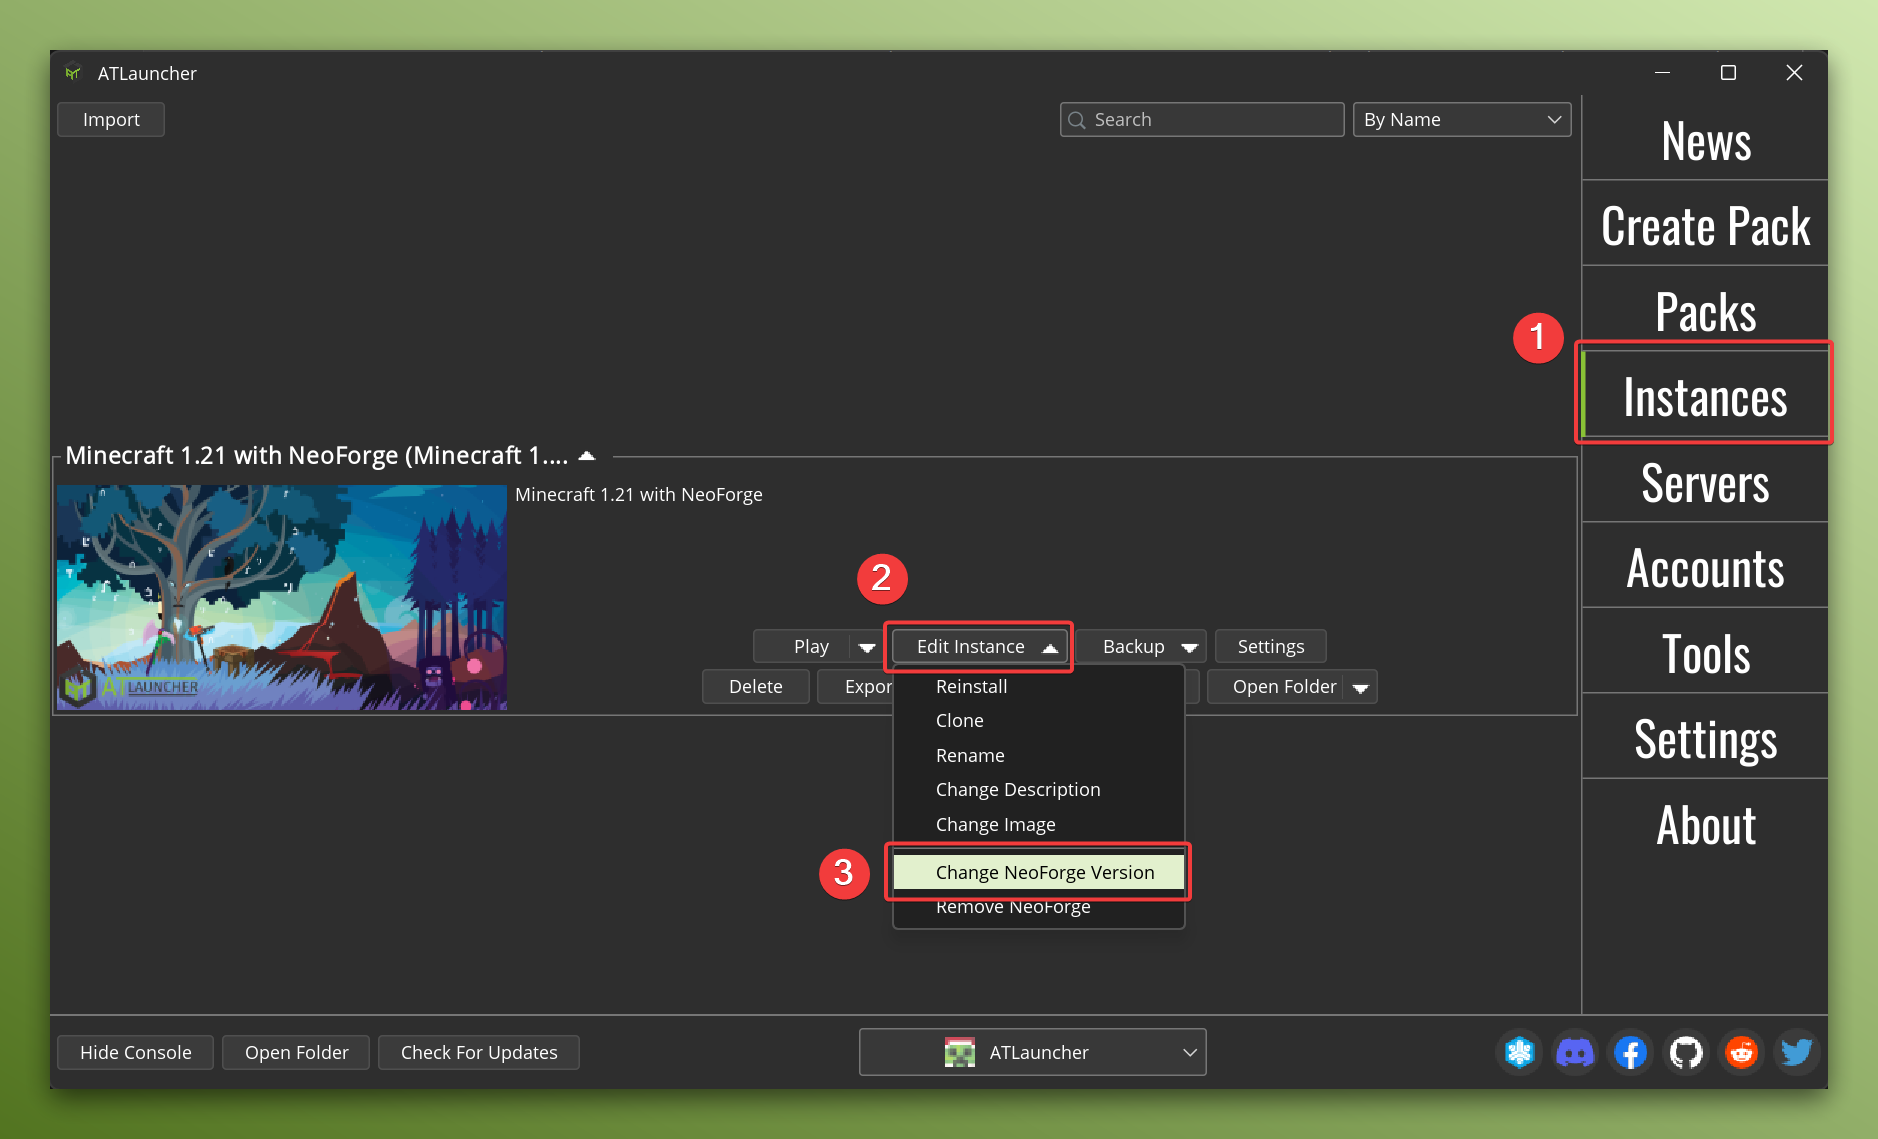 ATLauncher
Import
Search
By Name
News
Create Pack
Packs
1
Instances
Servers
Accounts
Tools
Settings
About
Minecraft 1.21 with NeoForge (Minecraft 1....
Minecraft 1.21 with NeoForge
ATLAUNCHER
2
Play
Edit Instance
Backup
Settings
Delete
Expor
Open Folder
Reinstall
Clone
Rename
Change Description
Change Image
3
Change NeoForge Version
Remove NeoForge
Hide Console
Open Folder
Check For Updates
ATLauncher